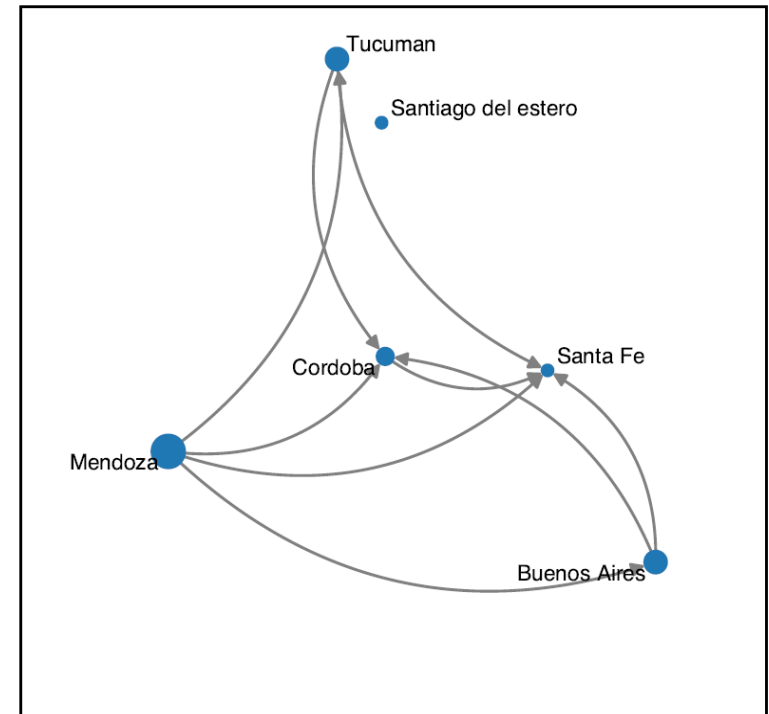 Tucuman
Santiago del estero
Santa Fe
Cordoba
Mendoza
Buenos Aires